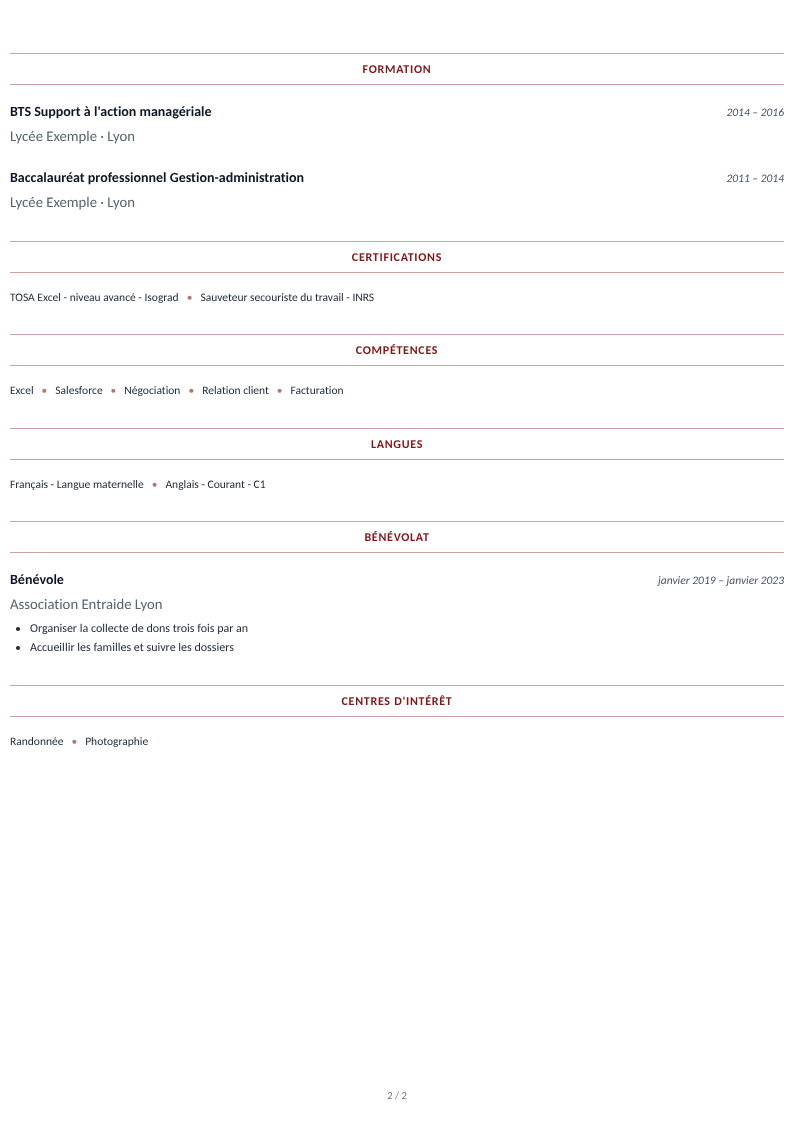 FORMATION
BTS Support à l'action managériale 2014 – 2016
Lycée Exemple · Lyon
Baccalauréat professionnel Gestion-administration 2011 – 2014
Lycée Exemple · Lyon
CERTIFICATIONS
TOSA Excel - niveau avancé - Isograd • Sauveteur secouriste du travail - INRS
COMPÉTENCES
Excel • Salesforce • Négociation • Relation client • Facturation
LANGUES
Français - Langue maternelle • Anglais - Courant - C1
BÉNÉVOLAT
Bénévole janvier 2019 – janvier 2023
Association Entraide Lyon
• Organiser la collecte de dons trois fois par an
• Accueillir les familles et suivre les dossiers
CENTRES D'INTÉRÊT
Randonnée • Photographie
2 / 2